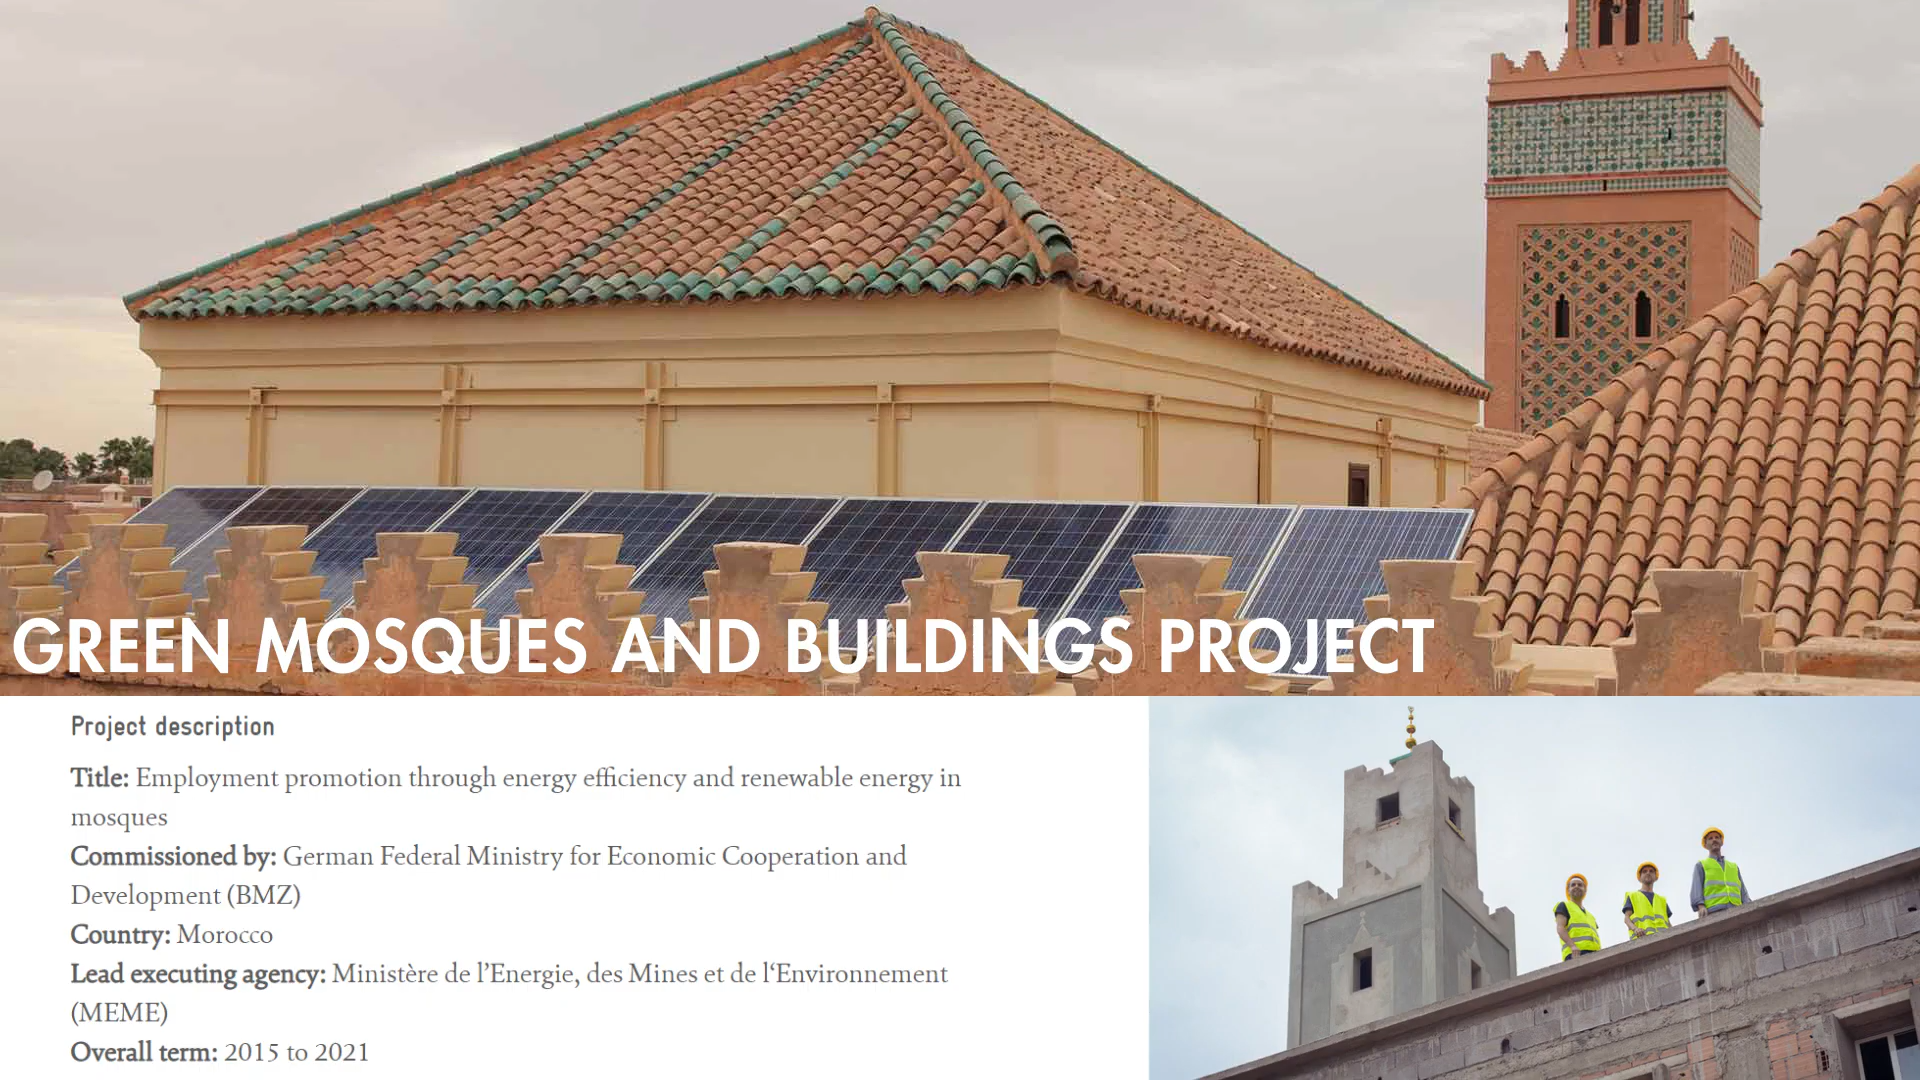 GREEN MOSQUES AND BUILDINGS PROJECT
Project description
Title: Employment promotion through energy efficiency and renewable energy in
mosques
Commissioned by: German Federal Ministry for Economic Cooperation and
Development (BMZ)
Country: Morocco
Lead executing agency: Ministère de l’Energie, des Mines et de l‘Environnement
(MEME)
Overall term: 2015 to 2021